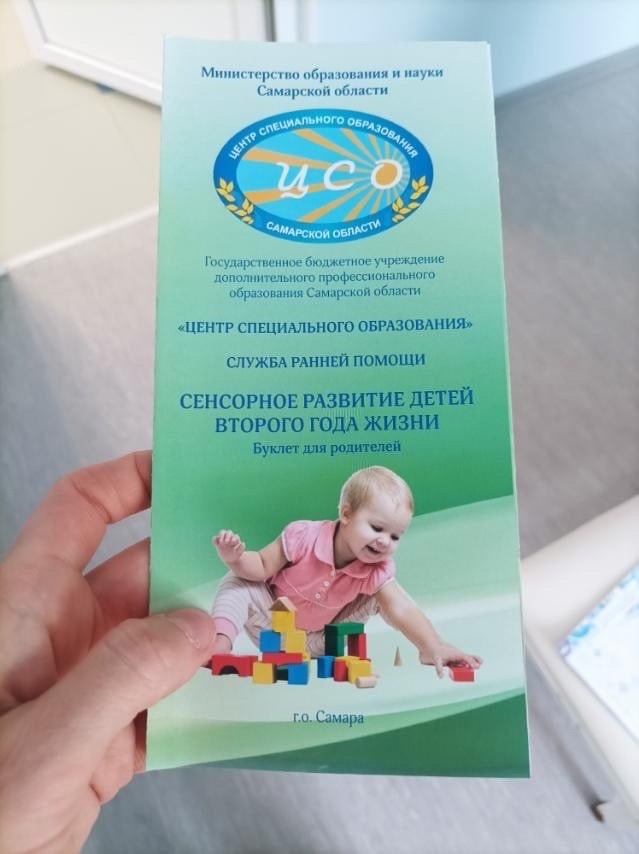 Министерство образования и науки
Самарской области
ЦЕНТР СПЕЦИАЛЬНОГО ОБРАЗОВАНИЯ
ЦСО
САМАРСКОЙ ОБЛАСТИ
Государственное бюджетное учреждение
дополнительного профессионального
образования Самарской области
«ЦЕНТР СПЕЦИАЛЬНОГО ОБРАЗОВАНИЯ»
СЛУЖБА РАННЕЙ ПОМОЩИ
СЕНСОРНОЕ РАЗВИТИЕ ДЕТЕЙ
ВТОРОГО ГОДА ЖИЗНИ
Буклет для родителей
г.о. Самара